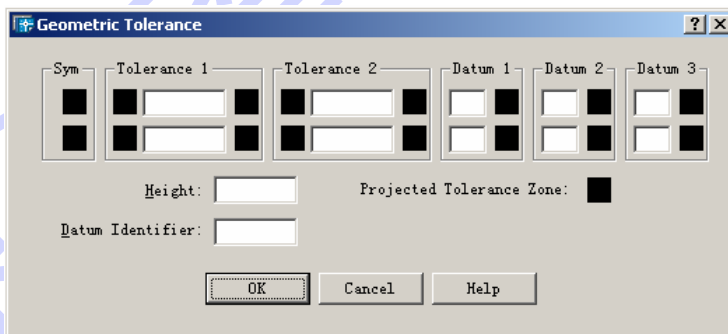 Geometric Tolerance
Sym Tolerance 1 Tolerance 2 Datum 1 Datum 2 Datum 3
Height: Projected Tolerance Zone:
Datum Identifier:
OK Cancel Help